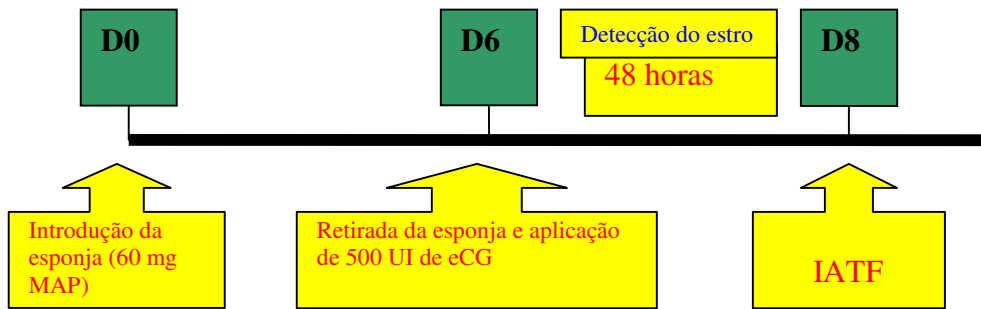 D0
D6
Detecção do estro
48 horas
D8
Introdução da
esponja (60 mg
MAP)
Retirada da esponja e aplicação
de 500 UI de eCG
IATF